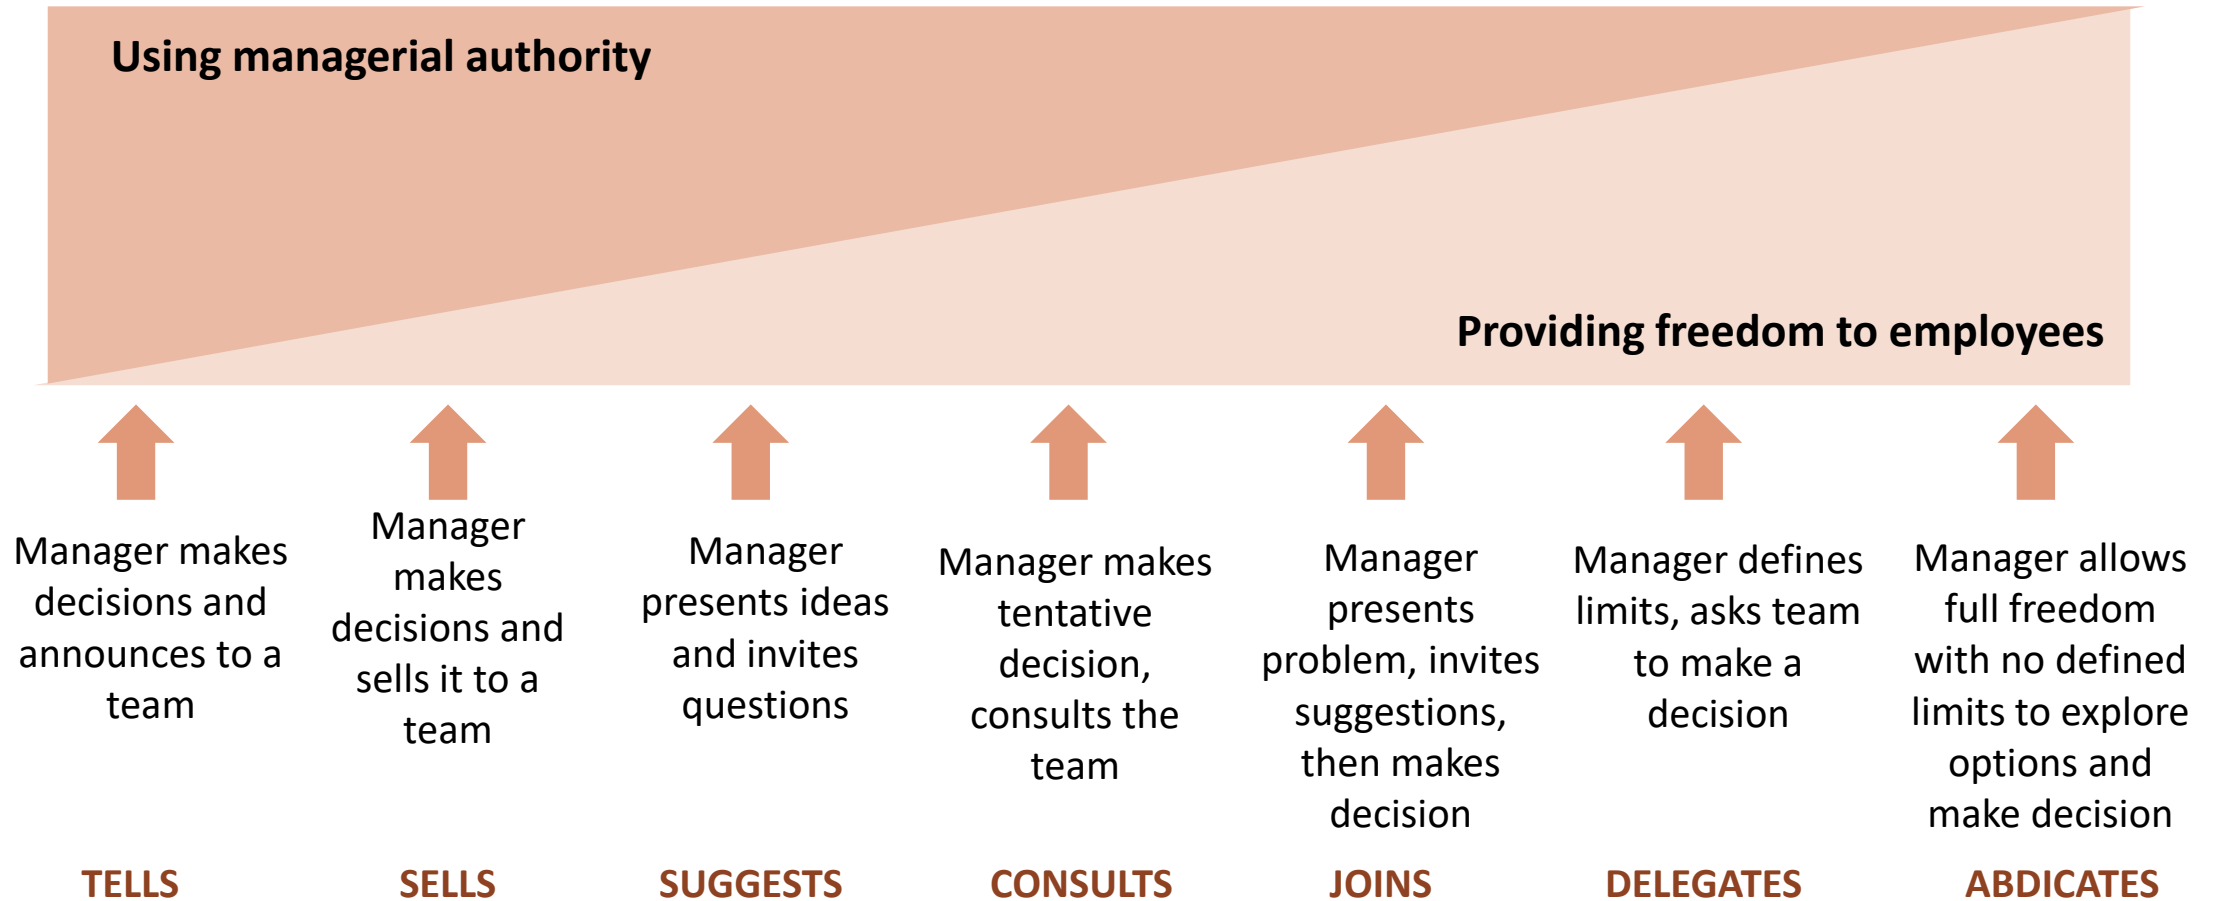 Using managerial authority
Providing freedom to employees
Manager makes
decisions and
announces to a
team
Manager
makes
decisions and
sells it to a
team
Manager
presents ideas
and invites
questions
Manager makes
tentative
decision,
consults the
team
Manager
presents
problem, invites
suggestions,
then makes
decision
Manager defines
limits, asks team
to make a
decision
Manager allows
full freedom
with no defined
limits to explore
options and
make decision
TELLS
SELLS
SUGGESTS
CONSULTS
JOINS
DELEGATES
ABDICATES